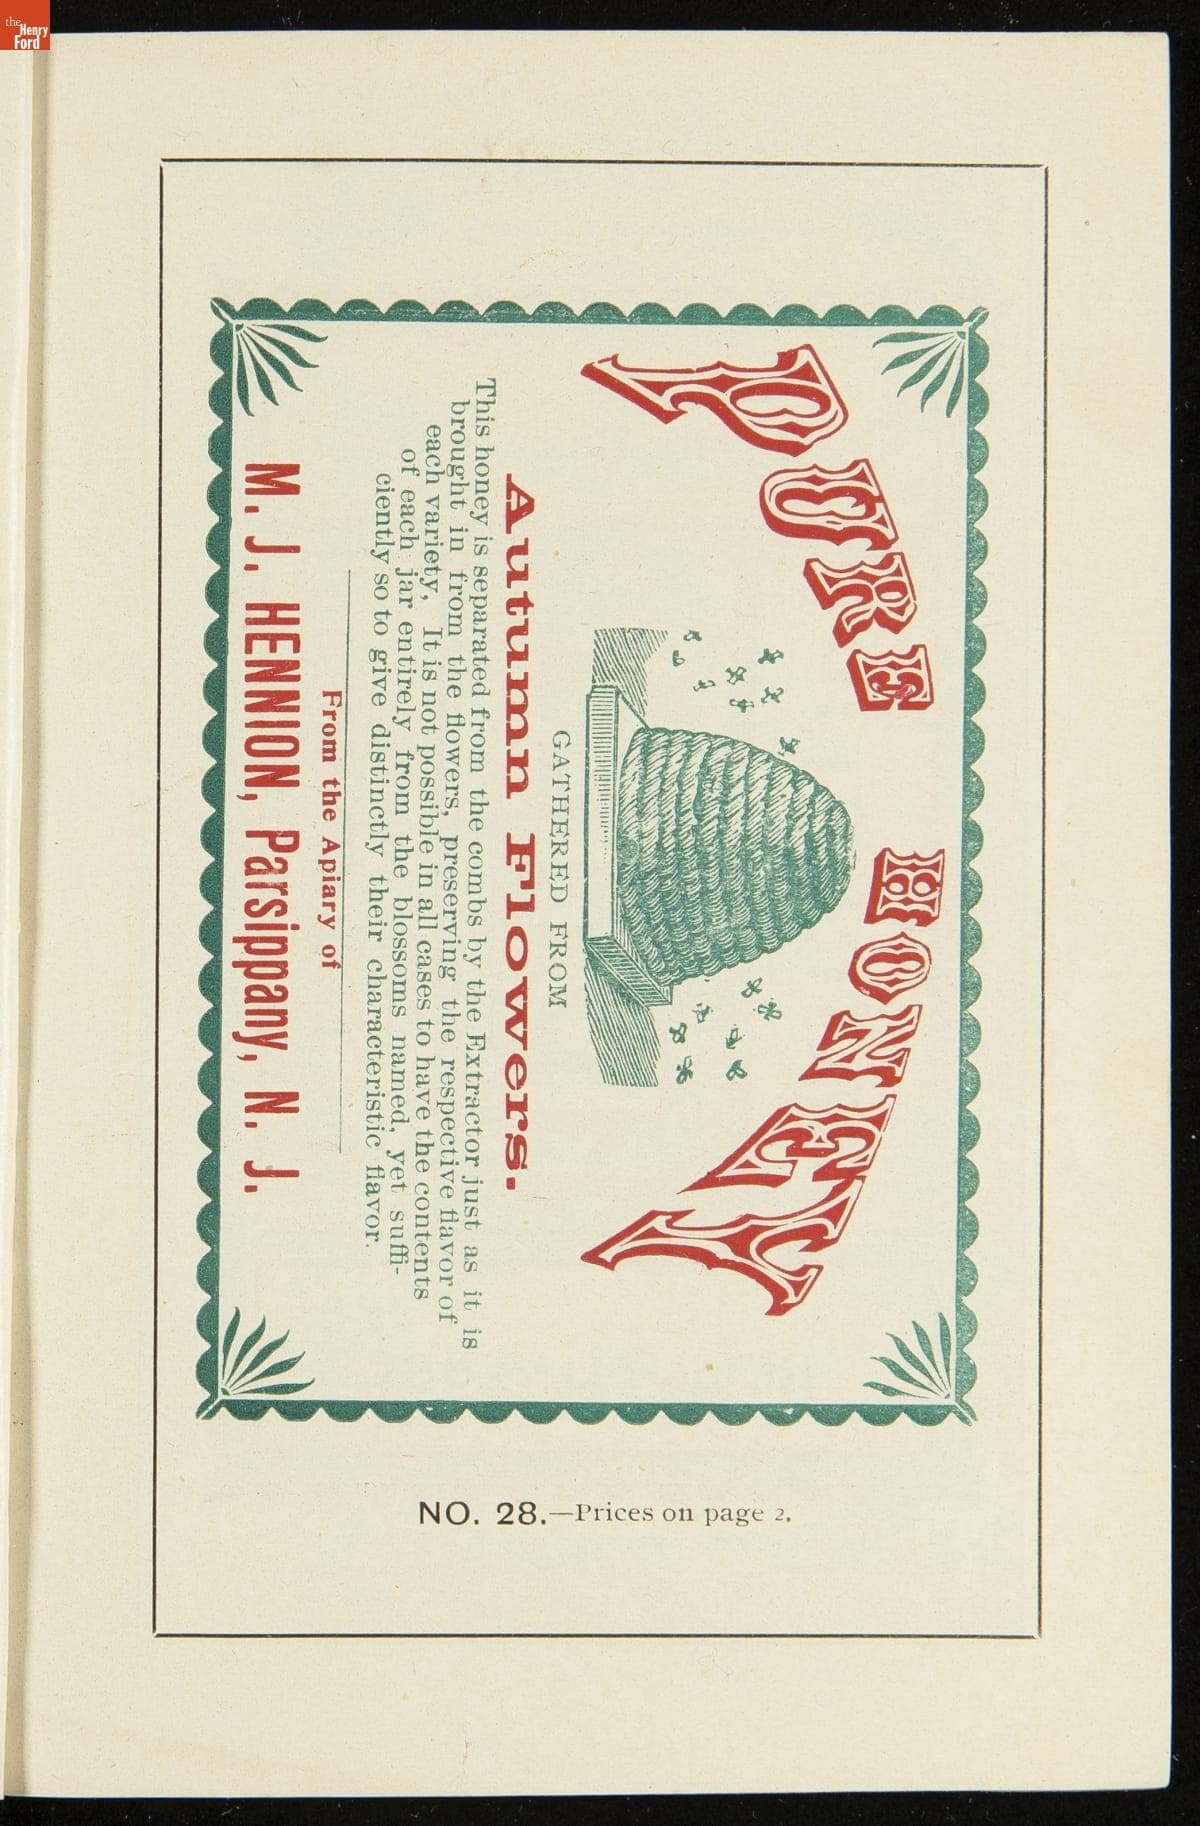 the
Henry
Ford
PURE HONEY
GATHERED FROM
Autumn Flowers.
This honey is separated from the combs by the Extractor just as it is
brought in from the flowers, preserving the respective flavor of
each variety, It is not possible in all cases to have the contents
of each jar entirely from the blossoms named, yet suffi-
ciently so to give distinctly their characteristic flavor.
From the Apiary of
M. J. HENNION, Parsippany, N. J.
NO. 28.—Prices on page 2.